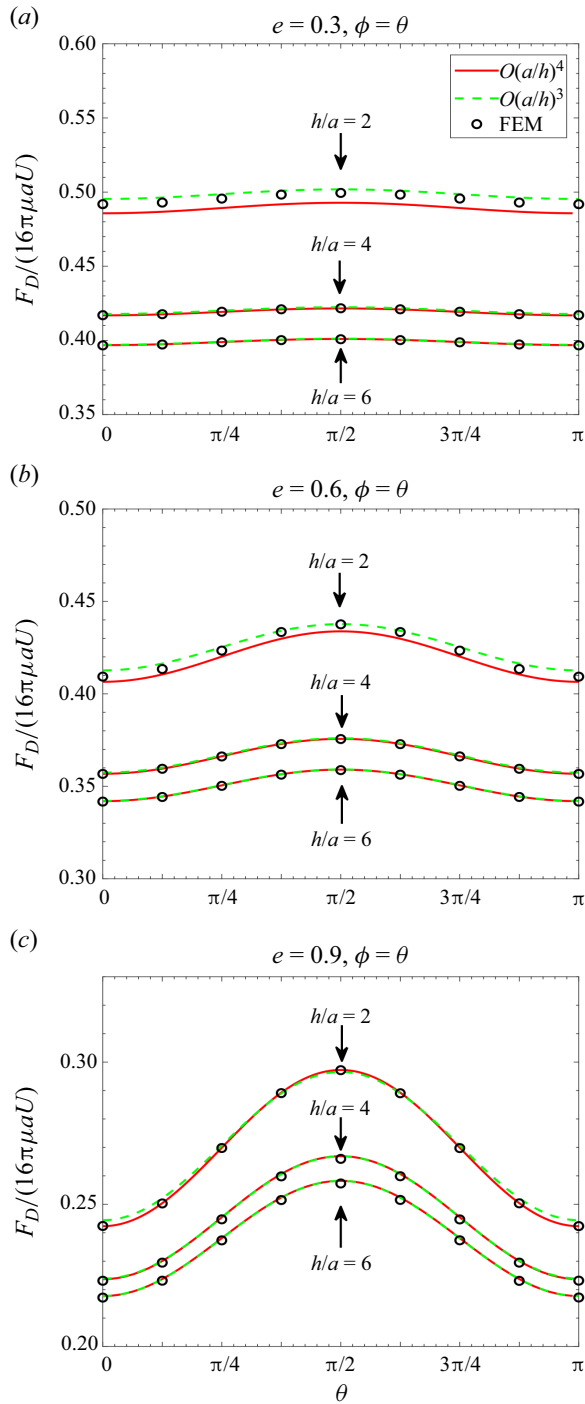 (a)
e = 0.3, ϕ = θ
0.60
0.55
0.50
0.45
0.40
0.35
F_D/(16πμaU)
O(a/h)^4
O(a/h)^3
FEM
h/a = 2
h/a = 4
h/a = 6
0
π/4
π/2
3π/4
π
(b)
e = 0.6, ϕ = θ
0.50
0.45
0.40
0.35
0.30
F_D/(16πμaU)
h/a = 2
h/a = 4
h/a = 6
0
π/4
π/2
3π/4
π
(c)
e = 0.9, ϕ = θ
0.30
0.25
0.20
F_D/(16πμaU)
h/a = 2
h/a = 4
h/a = 6
0
π/4
π/2
3π/4
π
θ